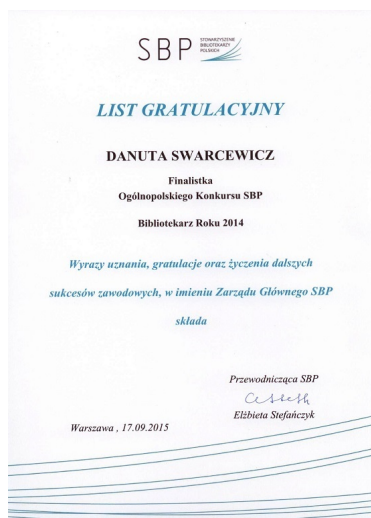 SBP
STOWARZYSZENIE
BIBLIOTEKARZY
POLSKICH
LIST GRATULACYJNY
DANUTA SWARCEWICZ
Finalistka
Ogólnopolskiego Konkursu SBP
Bibliotekarz Roku 2014
Wyrazy uznania, gratulacje oraz życzenia dalszych
sukcesów zawodowych, w imieniu Zarządu Głównego SBP
składa
Przewodnicząca SBP
Elżbieta Stefańczyk
Warszawa , 17.09.2015